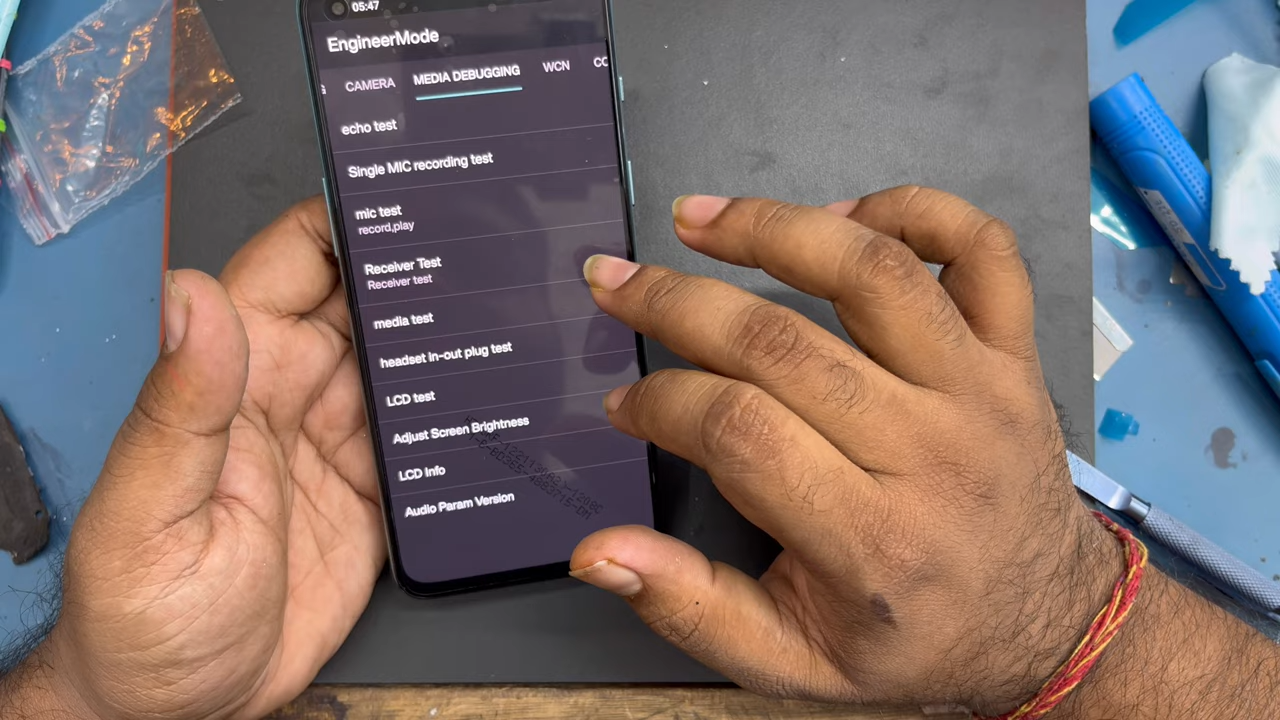 05:47
EngineerMode
CAMERA MEDIA DEBUGGING WCN
echo test
Single MIC recording test
mic test
record,play
Receiver Test
Receiver test
media test
headset in-out plug test
LCD test
Adjust Screen Brightness
LCD Info
Audio Param Version